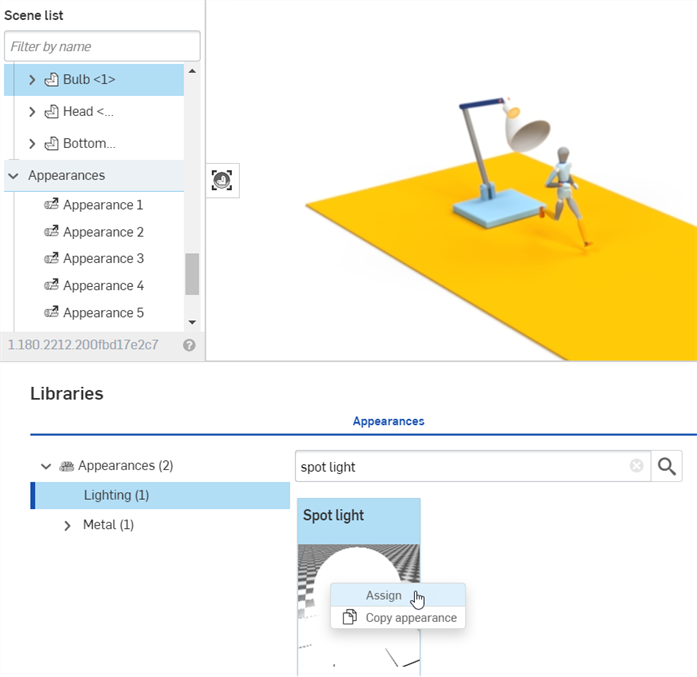 Scene list
Filter by name
Bulb <1>
Head <...
Bottom...
Appearances
Appearance 1
Appearance 2
Appearance 3
Appearance 4
Appearance 5
1.180.2212.200fbd17e2c7
?
Libraries
Appearances
Appearances (2)
spot light
Lighting (1)
Metal (1)
Spot light
Assign
Copy appearance